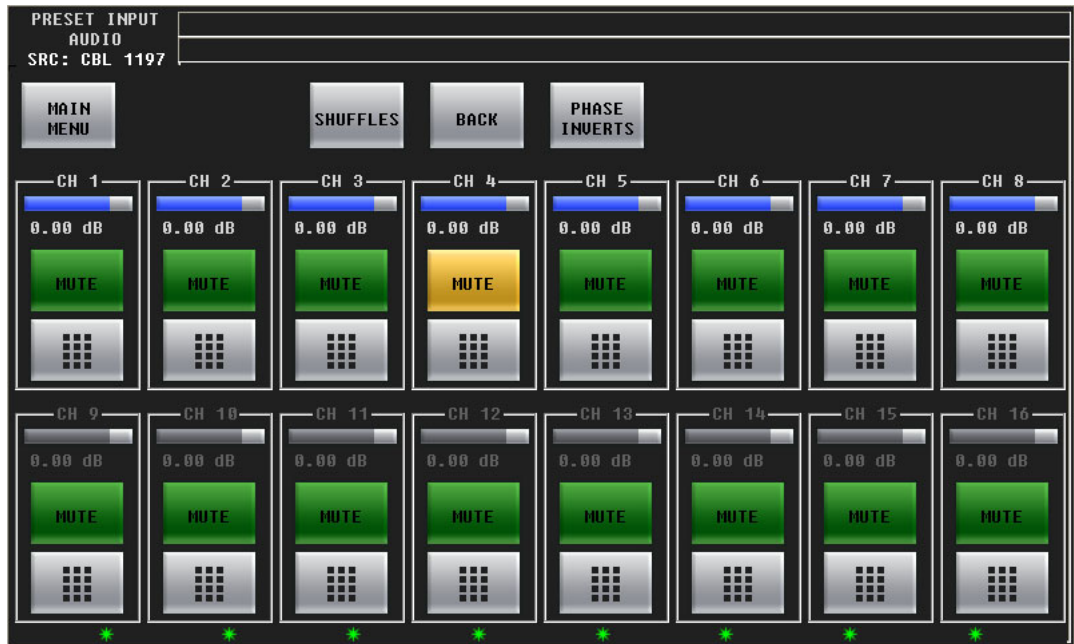 PRESET INPUT
AUDIO
SRC: CBL 1197
MAIN
MENU
SHUFFLES
BACK
PHASE
INVERTS
CH 1 CH 2 CH 3 CH 4 CH 5 CH 6 CH 7 CH 8
0.00 dB 0.00 dB 0.00 dB 0.00 dB 0.00 dB 0.00 dB 0.00 dB 0.00 dB
MUTE MUTE MUTE MUTE MUTE MUTE MUTE MUTE
CH 9 CH 10 CH 11 CH 12 CH 13 CH 14 CH 15 CH 16
0.00 dB 0.00 dB 0.00 dB 0.00 dB 0.00 dB 0.00 dB 0.00 dB 0.00 dB
MUTE MUTE MUTE MUTE MUTE MUTE MUTE MUTE